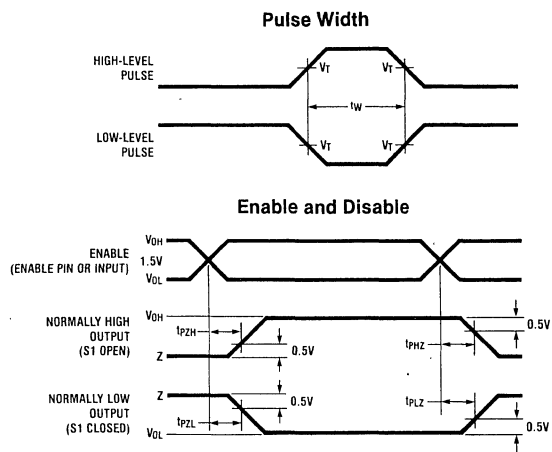 Pulse Width
HIGH-LEVEL
PULSE
VT
VT
tW
LOW-LEVEL
PULSE
VT
VT
Enable and Disable
ENABLE
(ENABLE PIN OR INPUT)
VOH
1.5V
VOL
NORMALLY HIGH
OUTPUT
(S1 OPEN)
VOH
Z
tPZH
0.5V
tPHZ
0.5V
NORMALLY LOW
OUTPUT
(S1 CLOSED)
Z
VOL
tPZL
0.5V
tPLZ
0.5V